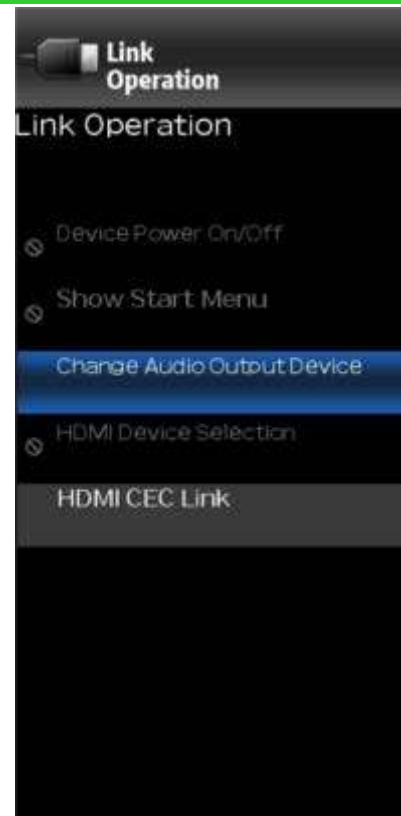 Link
Operation
Link Operation
Device Power On/Off
Show Start Menu
Change Audio Output Device
HDMI Device Selection
HDMI CEC Link